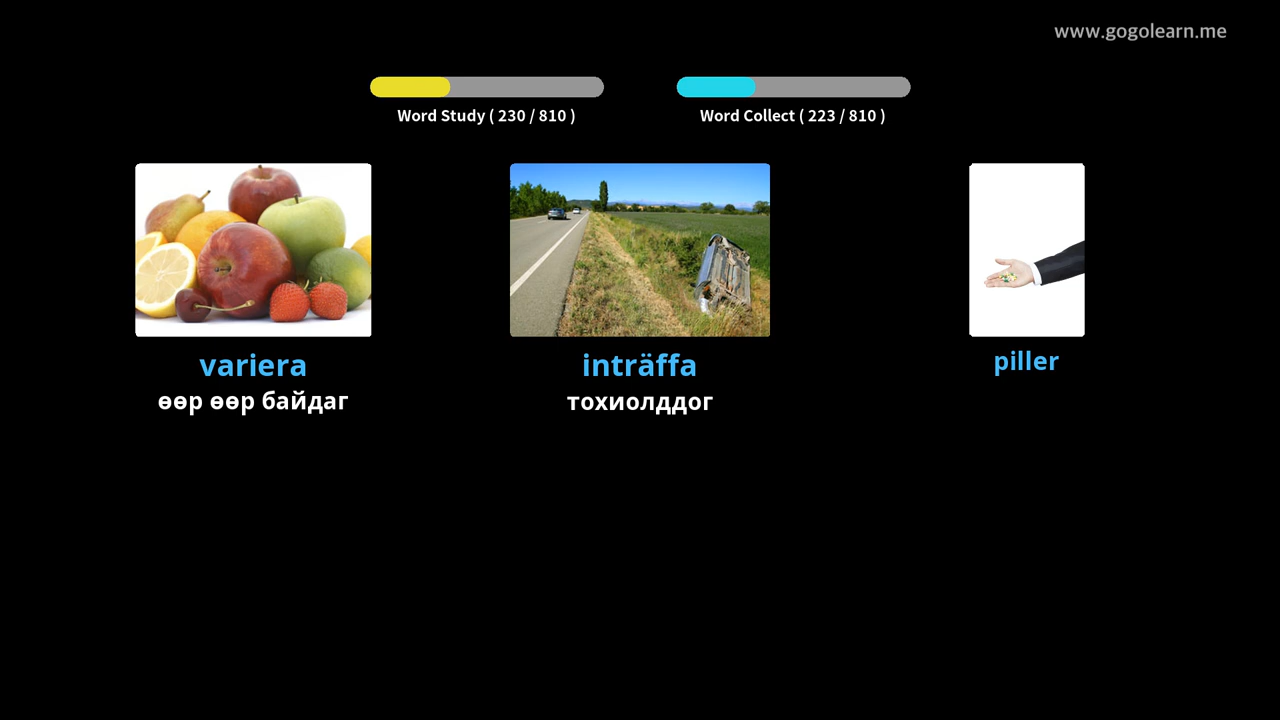 www.gogolearn.me
Word Study ( 230 / 810 )
Word Collect ( 223 / 810 )
variera
өөр өөр байдаг
inträffa
тохиолддог
piller